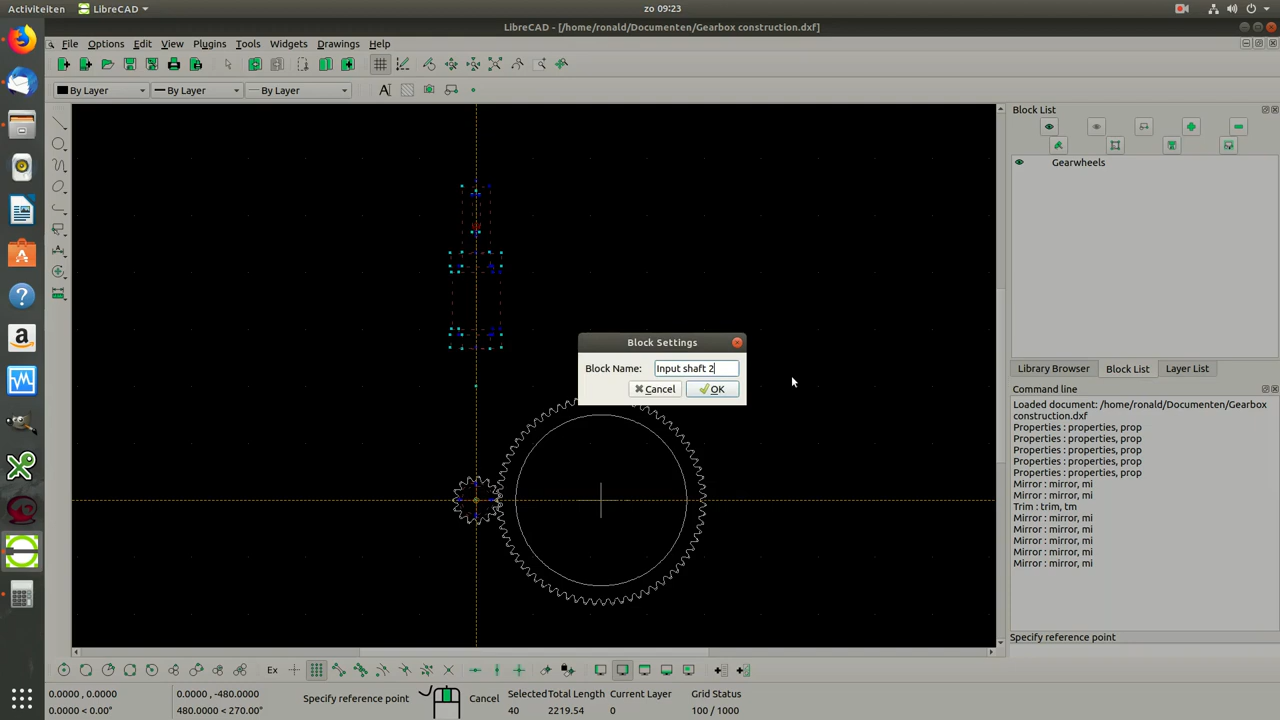 Activiteiten
LibreCAD
zo 09:23
LibreCAD - [/home/ronald/Documenten/Gearbox construction.dxf]
File Options Edit View Plugins Tools Widgets Drawings Help
By Layer
By Layer
By Layer
Block List
Gearwheels
Block Settings
Block Name: Input shaft 2
Cancel
OK
Library Browser
Block List
Layer List
Command line
Loaded document: /home/ronald/Documenten/Gearbox
construction.dxf
Properties : properties, prop
Properties : properties, prop
Properties : properties, prop
Properties : properties, prop
Properties : properties, prop
Mirror : mirror, mi
Mirror : mirror, mi
Trim : trim, tm
Mirror : mirror, mi
Mirror : mirror, mi
Mirror : mirror, mi
Mirror : mirror, mi
Mirror : mirror, mi
Specify reference point
Ex
0.0000 , 0.0000
0.0000 < 0.00°
0.0000 , -480.0000
480.0000 < 270.00°
Specify reference point
Cancel
Selected
40
Total Length
2219.54
Current Layer
0
Grid Status
100 / 1000